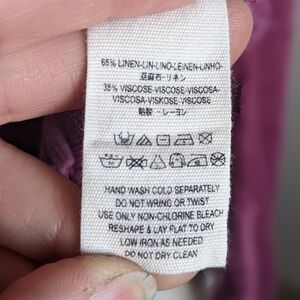 65% LINEN-LIN-LINO-LEINEN-LINHO-
亜麻布・リネン
35% VISCOSE-VISCOSE-VISCOSA-
VISCOSA-VISKOSE-VISCOSE
黏胶・レーヨン
HAND WASH COLD SEPARATELY
DO NOT WRING OR TWIST
USE ONLY NON-CHLORINE BLEACH
RESHAPE & LAY FLAT TO DRY
LOW IRON AS NEEDED
DO NOT DRY CLEAN